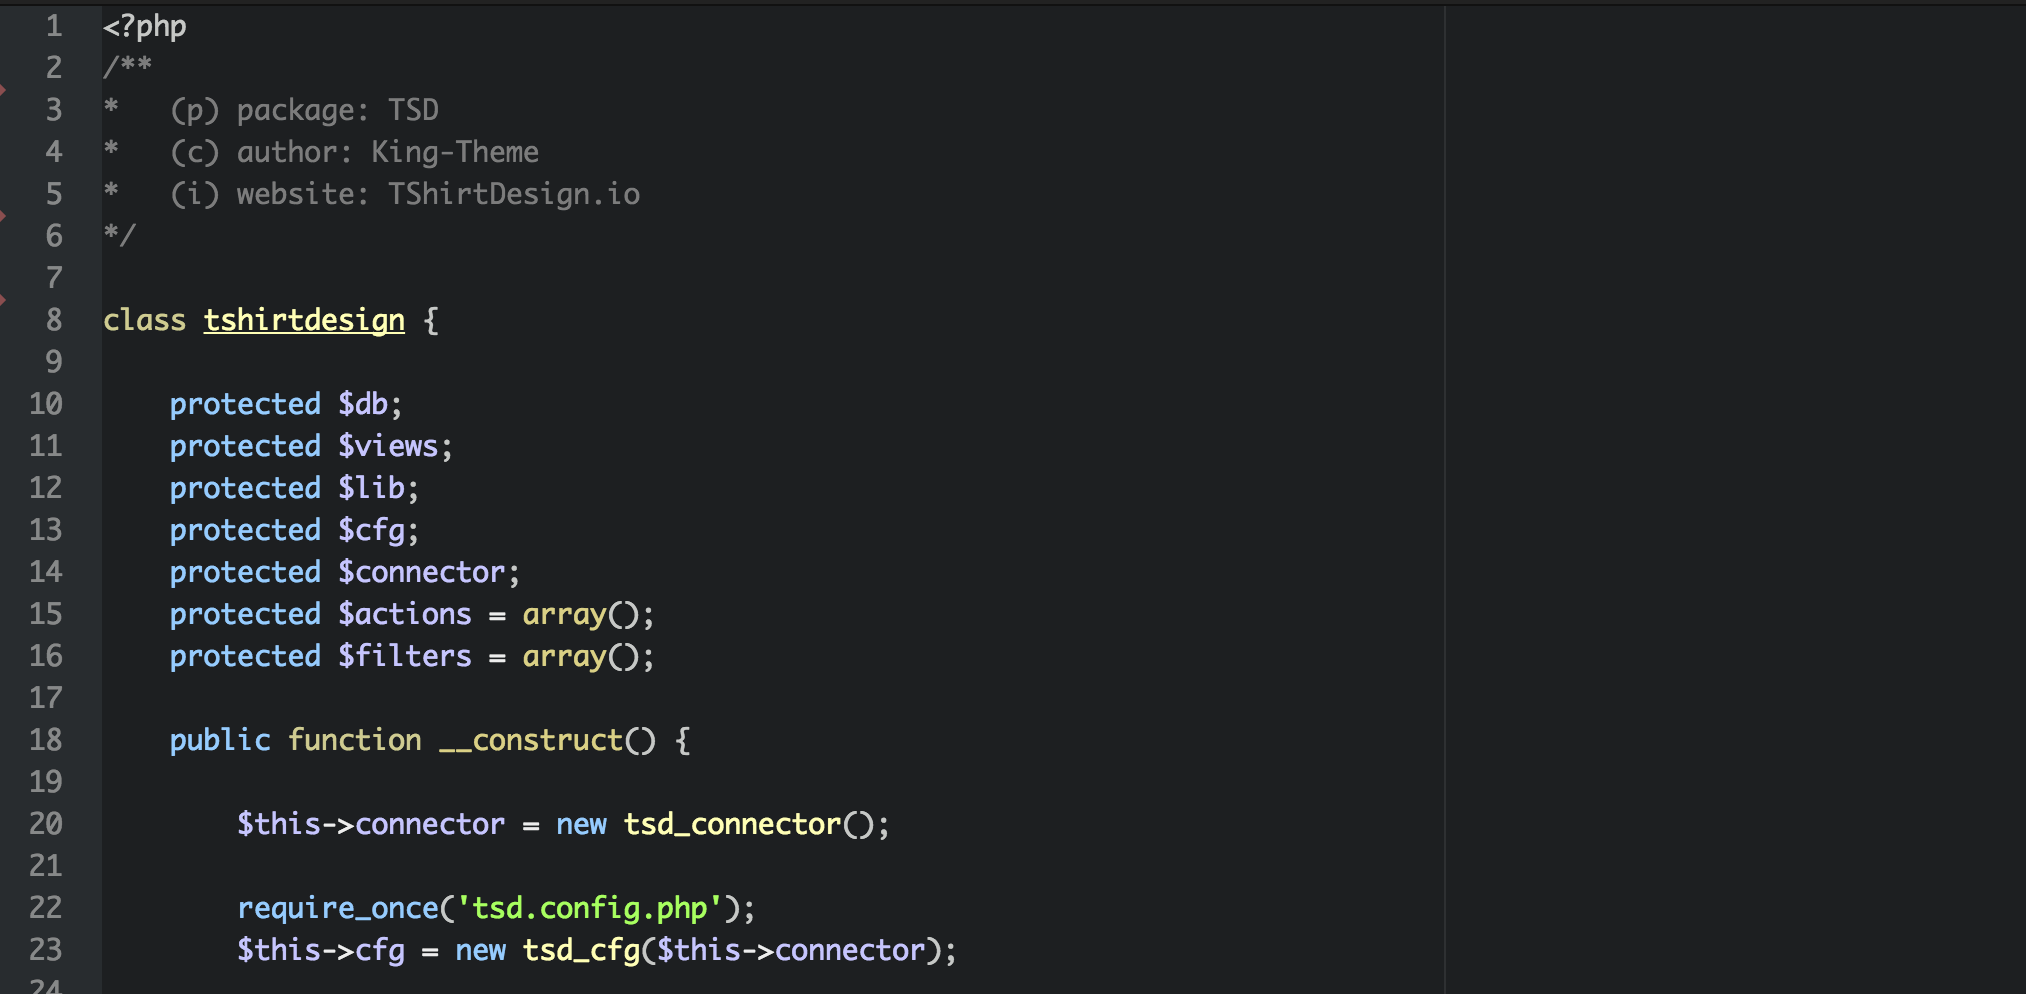 1 <?php
2 /**
3 *   (p) package: TSD
4 *   (c) author: King-Theme
5 *   (i) website: TShirtDesign.io
6 */
7
8 class tshirtdesign {
9
10     protected $db;
11     protected $views;
12     protected $lib;
13     protected $cfg;
14     protected $connector;
15     protected $actions = array();
16     protected $filters = array();
17
18     public function __construct() {
19
20         $this->connector = new tsd_connector();
21
22         require_once('tsd.config.php');
23         $this->cfg = new tsd_cfg($this->connector);
24